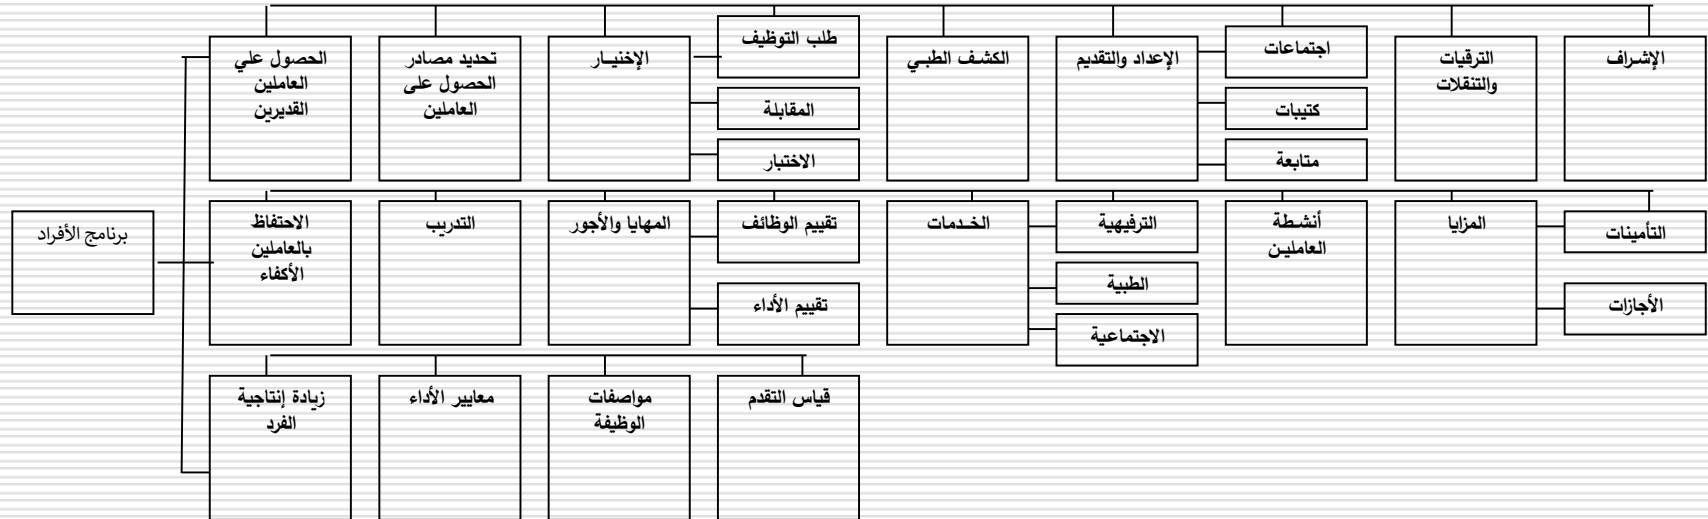 برنامج الأفراد
الحصول علي
العاملين
القديرين
تحديد مصادر
الحصول على
العاملين
الإختيـار
طلب التوظيف
المقابلة
الاختبار
الكشف الطبـي
الإعداد والتقديم
اجتماعات
كتيبات
متابعة
الترقيات
والتنقلات
الإشـراف
الاحتفاظ
بالعاملين
الأكفاء
التدريب
المهايا والأجور
تقييم الوظائف
تقييم الأداء
الخـدمات
الترفيهية
الطبية
الاجتماعية
أنشـطة
العامليـن
المزايا
التأمينات
الأجازات
زيادة إنتاجية
الفرد
معايير الأداء
مواصفات
الوظيفة
قياس التقدم